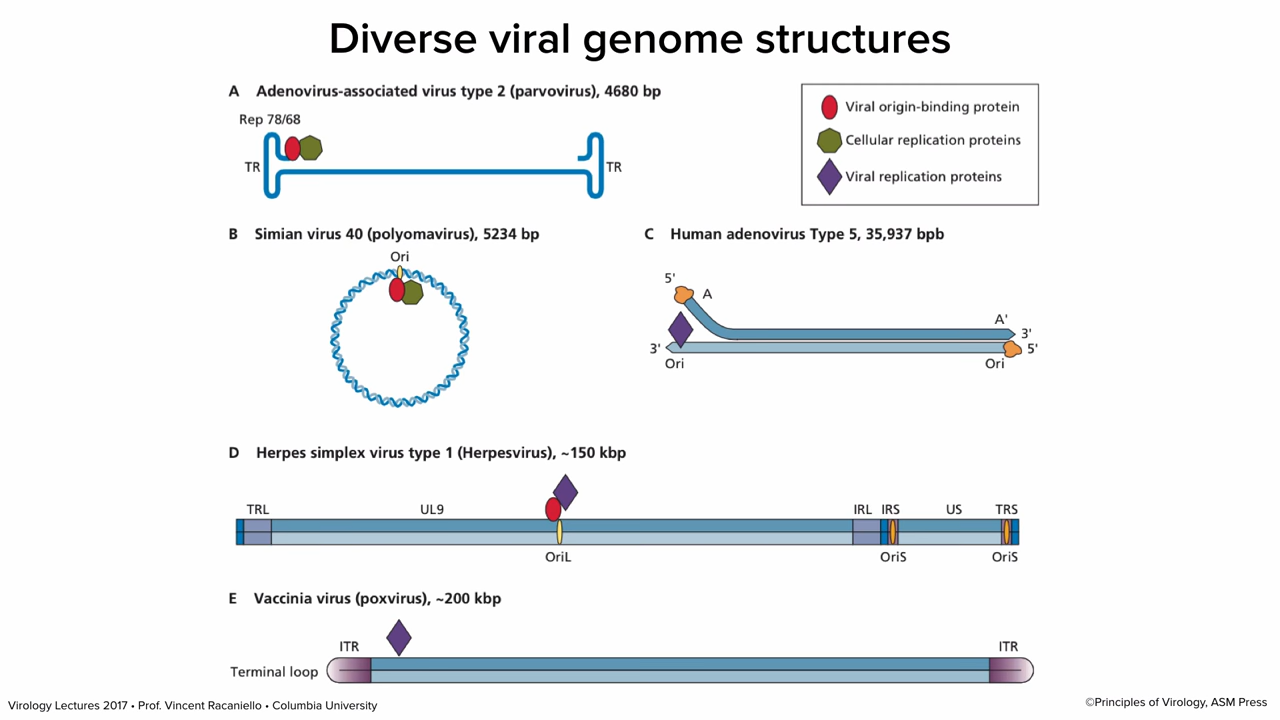 Diverse viral genome structures
A Adenovirus-associated virus type 2 (parvovirus), 4680 bp
Rep 78/68
TR
TR
Viral origin-binding protein
Cellular replication proteins
Viral replication proteins
B Simian virus 40 (polyomavirus), 5234 bp
Ori
C Human adenovirus Type 5, 35,937 bpb
5'
A
A'
3'
3'
5'
Ori
Ori
D Herpes simplex virus type 1 (Herpesvirus), ~150 kbp
TRL
UL9
IRL
IRS
US
TRS
OriL
OriS
OriS
E Vaccinia virus (poxvirus), ~200 kbp
ITR
ITR
Terminal loop
Virology Lectures 2017 • Prof. Vincent Racaniello • Columbia University
©Principles of Virology, ASM Press